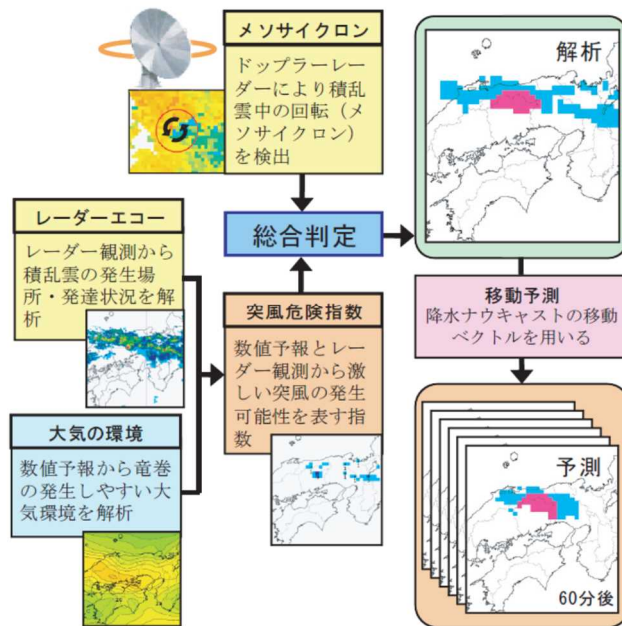 メソサイクロン
ドップラーレー
ダーにより積乱
雲中の回転（メ
ソサイクロン）
を検出
解析
レーダーエコー
レーダー観測から
積乱雲の発生場
所・発達状況を解
析
総合判定
突風危険指数
数値予報とレー
ダー観測から激
しい突風の発生
可能性を表す指
数
移動予測
降水ナウキャストの移動
ベクトルを用いる
大気の環境
数値予報から竜巻
の発生しやすい大
気環境を解析
予測
60分後